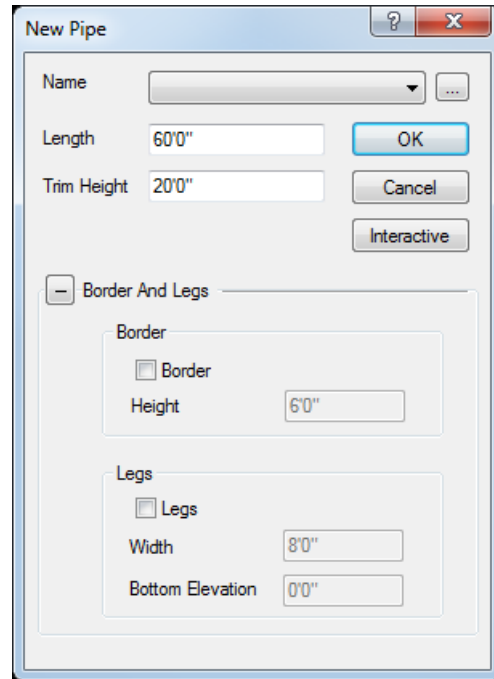 New Pipe
Name ...
Length 60'0" OK
Trim Height 20'0" Cancel
Interactive
Border And Legs
Border
Border
Height 6'0"
Legs
Legs
Width 8'0"
Bottom Elevation 0'0"